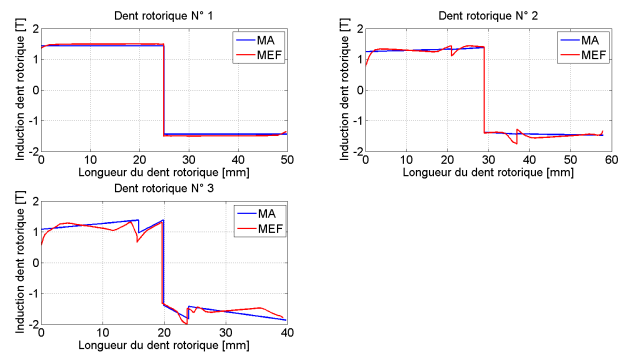 Dent rotorique N° 1
Induction dent rotorique [T]
2
1
0
-1
-2
MA
MEF
0 10 20 30 40 50
Longueur du dent rotorique [mm]
Dent rotorique N° 2
Induction dent rotorique [T]
2
1
0
-1
-2
MA
MEF
0 10 20 30 40 50 60
Longueur du dent rotorique [mm]
Dent rotorique N° 3
Induction dent rotorique [T]
2
1
0
-1
-2
MA
MEF
0 10 20 30 40
Longueur du dent rotorique [mm]